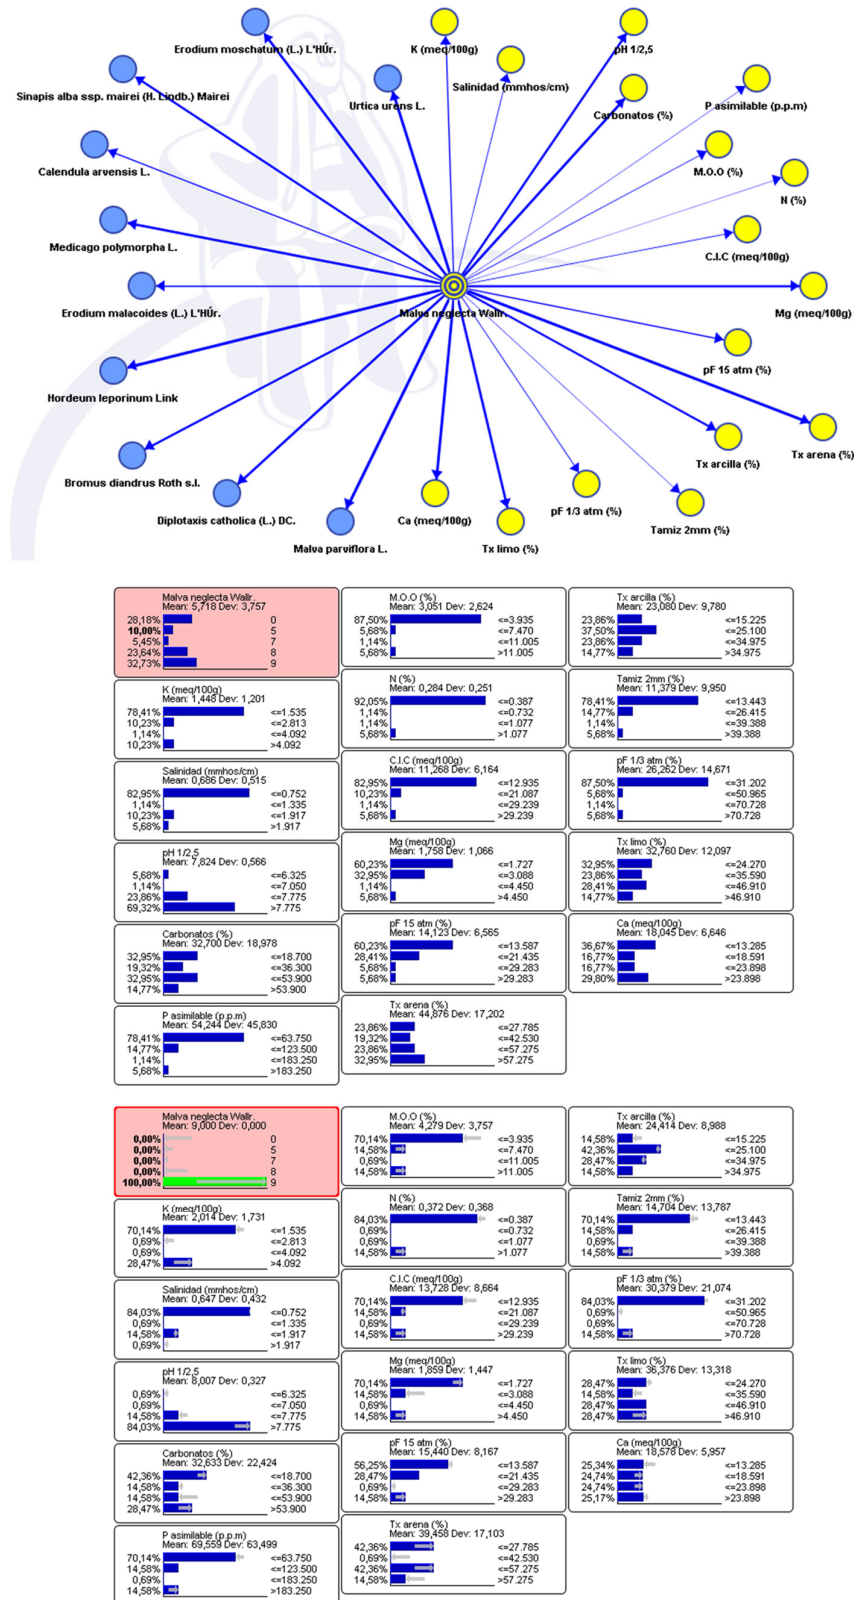 Erodium moschatum (L.) L'HÚr.
K (meq/100g)
pH 1/2,5
Salinidad (mmhos/cm)
Sinapis alba ssp. mairei (H. Lindb.) Mairei
Urtica urens L.
Carbonatos (%)
P asimilable (p.p.m)
Calendula arvensis L.
M.O.O (%)
N (%)
Medicago polymorpha L.
C.I.C (meq/100g)
Erodium malacoides (L.) L'HÚr.
Malva neglecta Wallr.
Mg (meq/100g)
pF 15 atm (%)
Hordeum leporinum Link
Tx arcilla (%)
Tx arena (%)
Bromus diandrus Roth s.l.
Diplotaxis catholica (L.) DC.
Ca (meq/100g)
pF 1/3 atm (%)
Tamiz 2mm (%)
Malva parviflora L.
Tx limo (%)
Malva neglecta Wallr.
Mean: 5,718 Dev: 3,757
28,18% 0
10,00% 5
5,45% 7
23,64% 8
32,73% 9
K (meq/100g)
Mean: 1,448 Dev: 1,201
78,41% <=1.535
10,23% <=2.813
1,14% <=4.092
10,23% >4.092
Salinidad (mmhos/cm)
Mean: 0,686 Dev: 0,515
82,95% <=0.752
1,14% <=1.335
10,23% <=1.917
5,68% >1.917
pH 1/2,5
Mean: 7,824 Dev: 0,566
5,68% <=6.325
1,14% <=7.050
23,86% <=7.775
69,32% >7.775
Carbonatos (%)
Mean: 32,700 Dev: 18,978
32,95% <=18.700
19,32% <=36.300
32,95% <=53.900
14,77% >53.900
P asimilable (p.p.m)
Mean: 54,244 Dev: 45,830
78,41% <=63.750
14,77% <=123.500
1,14% <=183.250
5,68% >183.250
M.O.O (%)
Mean: 3,051 Dev: 2,624
87,50% <=3.935
5,68% <=7.470
1,14% <=11.005
5,68% >11.005
N (%)
Mean: 0,284 Dev: 0,251
92,05% <=0.387
1,14% <=0.732
1,14% <=1.077
5,68% >1.077
C.I.C (meq/100g)
Mean: 11,268 Dev: 6,164
82,95% <=12.935
10,23% <=21.087
1,14% <=29.239
5,68% >29.239
Mg (meq/100g)
Mean: 1,758 Dev: 1,066
60,23% <=1.727
32,95% <=3.088
1,14% <=4.450
5,68% >4.450
pF 15 atm (%)
Mean: 14,123 Dev: 6,565
60,23% <=13.587
28,41% <=21.435
5,68% <=29.283
5,68% >29.283
Tx arena (%)
Mean: 44,876 Dev: 17,202
23,86% <=27.785
19,32% <=42.530
23,86% <=57.275
32,95% >57.275
Tx arcilla (%)
Mean: 23,080 Dev: 9,780
23,86% <=15.225
37,50% <=25.100
23,86% <=34.975
14,77% >34.975
Tamiz 2mm (%)
Mean: 11,379 Dev: 9,950
78,41% <=13.443
14,77% <=26.415
1,14% <=39.388
5,68% >39.388
pF 1/3 atm (%)
Mean: 26,262 Dev: 14,671
87,50% <=31.202
5,68% <=50.965
1,14% <=70.728
5,68% >70.728
Tx limo (%)
Mean: 32,760 Dev: 12,097
32,95% <=24.270
23,86% <=35.590
28,41% <=46.910
14,77% >46.910
Ca (meq/100g)
Mean: 18,045 Dev: 6,646
36,67% <=13.285
16,77% <=18.591
16,77% <=23.898
29,80% >23.898
Malva neglecta Wallr.
Mean: 9,000 Dev: 0,000
0,00% 0
0,00% 5
0,00% 7
0,00% 8
100,00% 9
K (meq/100g)
Mean: 2,014 Dev: 1,731
70,14% <=1.535
0,69% <=2.813
0,69% <=4.092
28,47% >4.092
Salinidad (mmhos/cm)
Mean: 0,647 Dev: 0,432
84,03% <=0.752
0,69% <=1.335
14,58% <=1.917
0,69% >1.917
pH 1/2,5
Mean: 8,007 Dev: 0,327
0,69% <=6.325
0,69% <=7.050
14,58% <=7.775
84,03% >7.775
Carbonatos (%)
Mean: 32,633 Dev: 22,424
42,36% <=18.700
14,58% <=36.300
14,58% <=53.900
28,47% >53.900
P asimilable (p.p.m)
Mean: 69,559 Dev: 63,499
70,14% <=63.750
14,58% <=123.500
0,69% <=183.250
14,58% >183.250
M.O.O (%)
Mean: 4,279 Dev: 3,757
70,14% <=3.935
14,58% <=7.470
0,69% <=11.005
14,58% >11.005
N (%)
Mean: 0,372 Dev: 0,368
84,03% <=0.387
0,69% <=0.732
0,69% <=1.077
14,58% >1.077
C.I.C (meq/100g)
Mean: 13,728 Dev: 8,664
70,14% <=12.935
14,58% <=21.087
0,69% <=29.239
14,58% >29.239
Mg (meq/100g)
Mean: 1,859 Dev: 1,447
70,14% <=1.727
14,58% <=3.088
0,69% <=4.450
14,58% >4.450
pF 15 atm (%)
Mean: 15,440 Dev: 8,167
56,25% <=13.587
28,47% <=21.435
0,69% <=29.283
14,58% >29.283
Tx arena (%)
Mean: 39,458 Dev: 17,103
42,36% <=27.785
0,69% <=42.530
42,36% <=57.275
14,58% >57.275
Tx arcilla (%)
Mean: 24,414 Dev: 8,988
14,58% <=15.225
42,36% <=25.100
28,47% <=34.975
14,58% >34.975
Tamiz 2mm (%)
Mean: 14,704 Dev: 13,787
70,14% <=13.443
14,58% <=26.415
0,69% <=39.388
14,58% >39.388
pF 1/3 atm (%)
Mean: 30,379 Dev: 21,074
84,03% <=31.202
0,69% <=50.965
0,69% <=70.728
14,58% >70.728
Tx limo (%)
Mean: 36,376 Dev: 13,318
28,47% <=24.270
14,58% <=35.590
28,47% <=46.910
28,47% >46.910
Ca (meq/100g)
Mean: 18,578 Dev: 5,957
25,34% <=13.285
24,74% <=18.591
24,74% <=23.898
25,17% >23.898